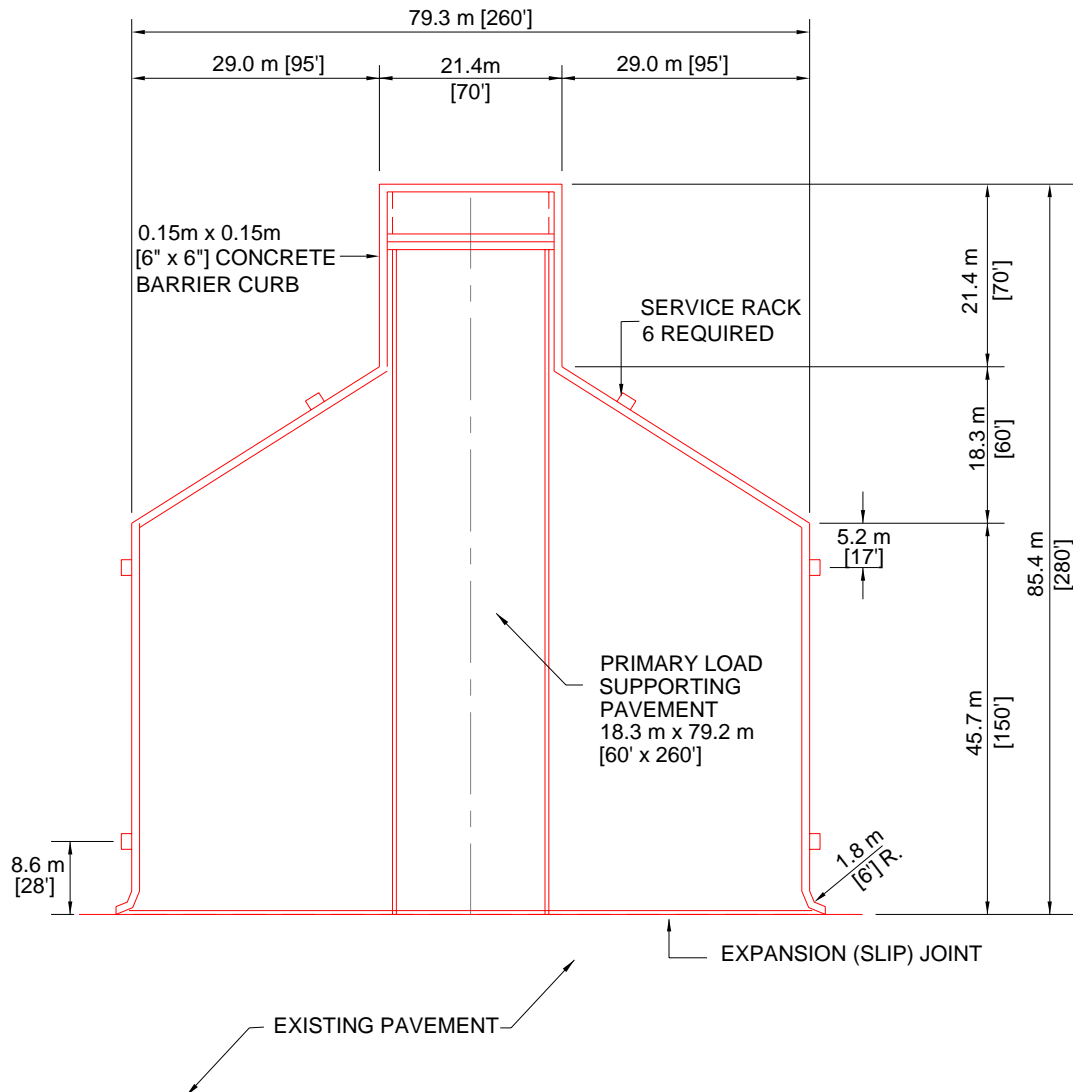 79.3 m [260']
29.0 m [95']
21.4m
[70']
29.0 m [95']
0.15m x 0.15m
[6" x 6"] CONCRETE
BARRIER CURB
SERVICE RACK
6 REQUIRED
21.4 m
[70']
18.3 m
[60']
5.2 m
[17']
85.4 m
[280']
PRIMARY LOAD
SUPPORTING
PAVEMENT
18.3 m x 79.2 m
[60' x 260']
45.7 m
[150']
8.6 m
[28']
1.8 m
[6'] R.
EXPANSION (SLIP) JOINT
EXISTING PAVEMENT